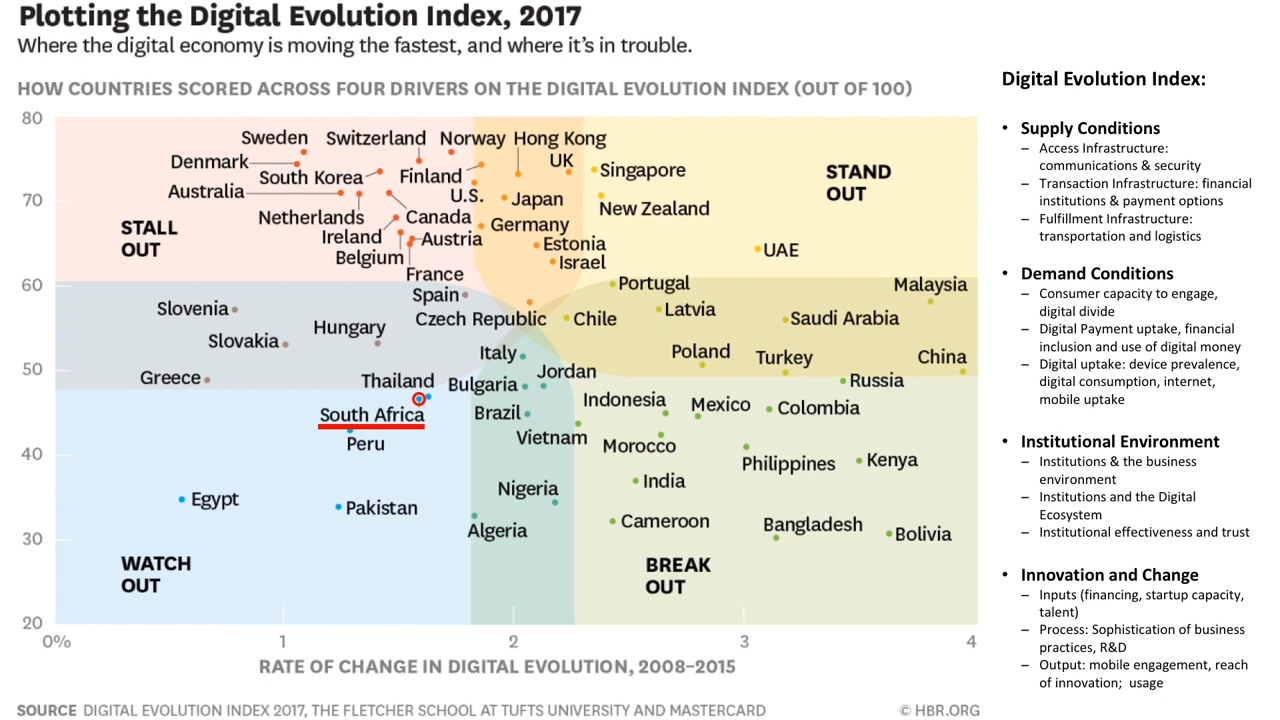 Plotting the Digital Evolution Index, 2017
Where the digital economy is moving the fastest, and where it's in trouble.
HOW COUNTRIES SCORED ACROSS FOUR DRIVERS ON THE DIGITAL EVOLUTION INDEX (OUT OF 100)
80
70
60
50
40
30
20
0%
1
2
3
4
RATE OF CHANGE IN DIGITAL EVOLUTION, 2008–2015
STALL
OUT
STAND
OUT
WATCH
OUT
BREAK
OUT
Sweden
Switzerland
Norway
Hong Kong
Denmark
South Korea
Finland
UK
Singapore
Australia
U.S.
Japan
New Zealand
Netherlands
Canada
Germany
Ireland
Austria
Estonia
Belgium
Israel
UAE
France
Spain
Portugal
Malaysia
Slovenia
Hungary
Czech Republic
Chile
Latvia
Saudi Arabia
Slovakia
Italy
Poland
Turkey
China
Greece
Thailand
Bulgaria
Jordan
Russia
South Africa
Brazil
Indonesia
Mexico
Colombia
Peru
Vietnam
Morocco
Philippines
Kenya
Egypt
Pakistan
Nigeria
India
Algeria
Cameroon
Bangladesh
Bolivia
SOURCE DIGITAL EVOLUTION INDEX 2017, THE FLETCHER SCHOOL AT TUFTS UNIVERSITY AND MASTERCARD
© HBR.ORG
Digital Evolution Index:
• Supply Conditions
– Access Infrastructure:
communications & security
– Transaction Infrastructure: financial
institutions & payment options
– Fulfillment Infrastructure:
transportation and logistics
• Demand Conditions
– Consumer capacity to engage,
digital divide
– Digital Payment uptake, financial
inclusion and use of digital money
– Digital uptake: device prevalence,
digital consumption, internet,
mobile uptake
• Institutional Environment
– Institutions & the business
environment
– Institutions and the Digital
Ecosystem
– Institutional effectiveness and trust
• Innovation and Change
– Inputs (financing, startup capacity,
talent)
– Process: Sophistication of business
practices, R&D
– Output: mobile engagement, reach
of innovation; usage